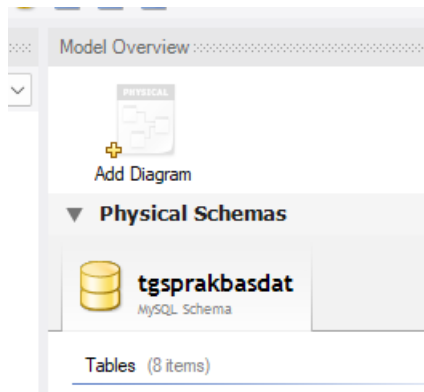 Model Overview
PHYSICAL
Add Diagram
Physical Schemas
tgsprakbasdat
MySQL Schema
Tables (8 items)